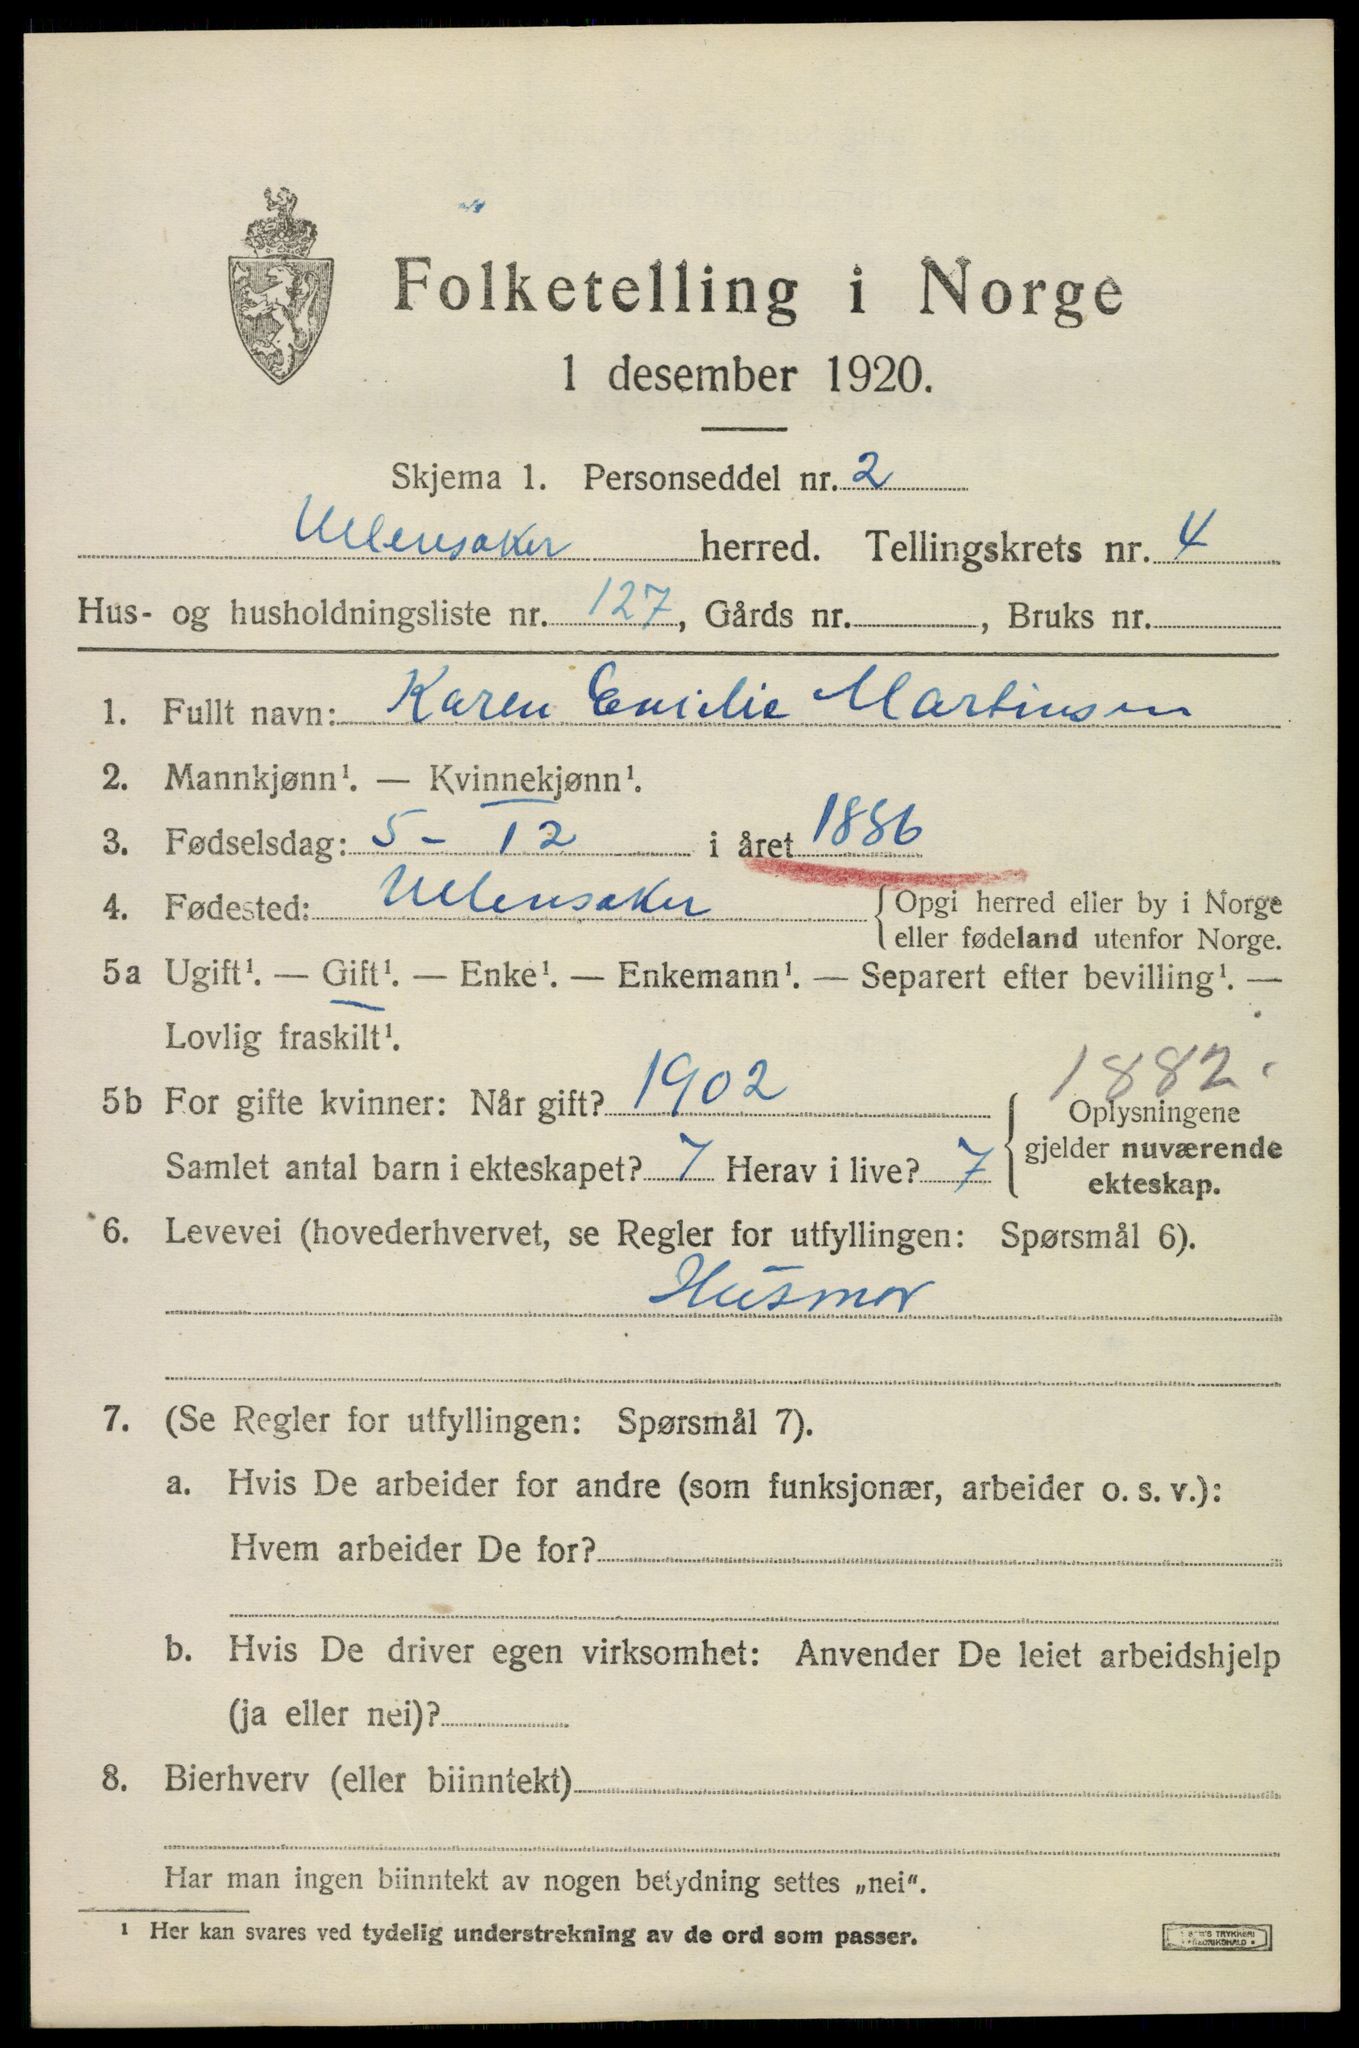 Folketelling i Norge
1 desember 1920.
Skjema 1. Personseddel nr. 2
Ullensaker herred. Tellingskrets nr. 4
Hus- og husholdningsliste nr. 127, Gårds nr. , Bruks nr.
1. Fullt navn: Karen Emilie Martinsen
2. Mannkjønn¹. — Kvinnekjønn¹.
3. Fødselsdag: 5 - 12 i året 1886
4. Fødested: Ullensaker {Opgi herred eller by i Norge
eller fødeland utenfor Norge.
5a Ugift¹. — Gift¹. — Enke¹. — Enkemann¹. — Separert efter bevilling¹. —
Lovlig fraskilt¹.
1882.
5b For gifte kvinner: Når gift? 1902 Oplysningene
gjelder nuværende
Samlet antal barn i ekteskapet? 7 Herav i live? 7
ekteskap.
6. Levevei (hovederhvervet, se Regler for utfyllingen: Spørsmål 6).
Husmor
7. (Se Regler for utfyllingen: Spørsmål 7).
a. Hvis De arbeider for andre (som funksjonær, arbeider o. s. v.):
Hvem arbeider De for?
b. Hvis De driver egen virksomhet: Anvender De leiet arbeidshjelp
(ja eller nei)?
8. Bierhverv (eller biinntekt)
Har man ingen biinntekt av nogen betydning settes „nei".
¹ Her kan svares ved tydelig understrekning av de ord som passer.